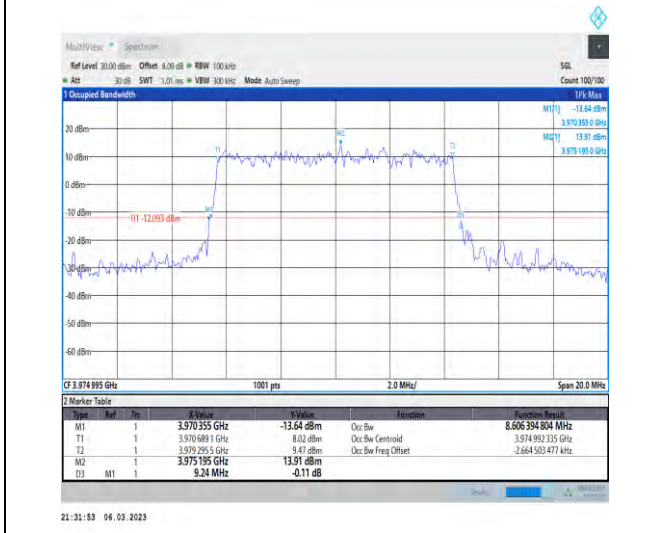 MultiView Spectrum
Ref Level 30.00 dBm Offset 8.00 dB RBW 100 kHz SGL
Att 30 dB SWT 1.01 ms VBW 300 kHz Mode Auto Sweep Count 100/100
1 Occupied Bandwidth 1Pk Max
M1[1] -13.64 dBm
3.970 355 0 GHz
M2[1] 13.91 dBm
3.975 195 0 GHz
20 dBm
M2
T1
T2
10 dBm
0 dBm
-10 dBm
M1
H1 -12.093 dBm
-20 dBm
-30 dBm
-40 dBm
-50 dBm
-60 dBm
CF 3.974 995 GHz 1001 pts 2.0 MHz/ Span 20.0 MHz
2 Marker Table
Type Ref Trc X-Value Y-Value Function Function Result
M1 1 3.970 355 GHz -13.64 dBm Occ Bw 8.606 394 804 MHz
T1 1 3.970 689 1 GHz 8.02 dBm Occ Bw Centroid 3.974 992 335 GHz
T2 1 3.979 295 5 GHz 9.47 dBm Occ Bw Freq Offset -2.664 503 477 kHz
M2 1 3.975 195 GHz 13.91 dBm
D3 M1 1 9.24 MHz -0.11 dB
21:31:53 06.03.2023